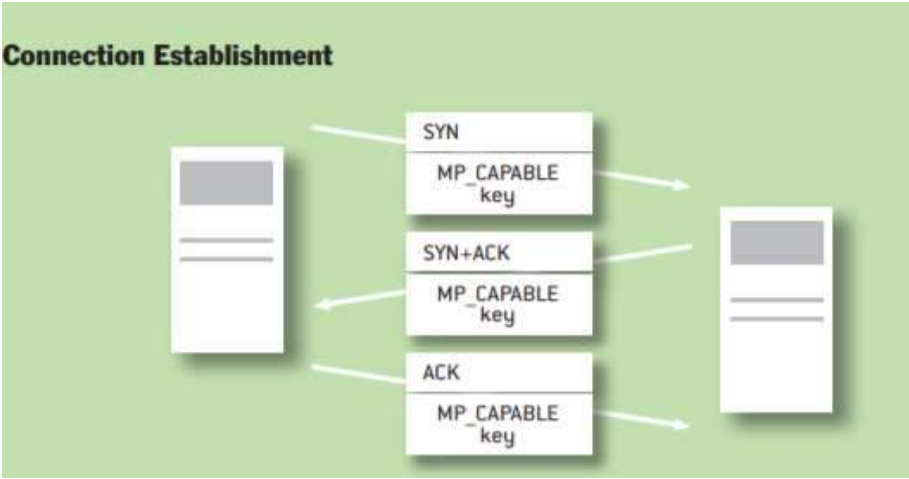 Connection Establishment
SYN
MP_CAPABLE
key
SYN+ACK
MP_CAPABLE
key
ACK
MP_CAPABLE
key